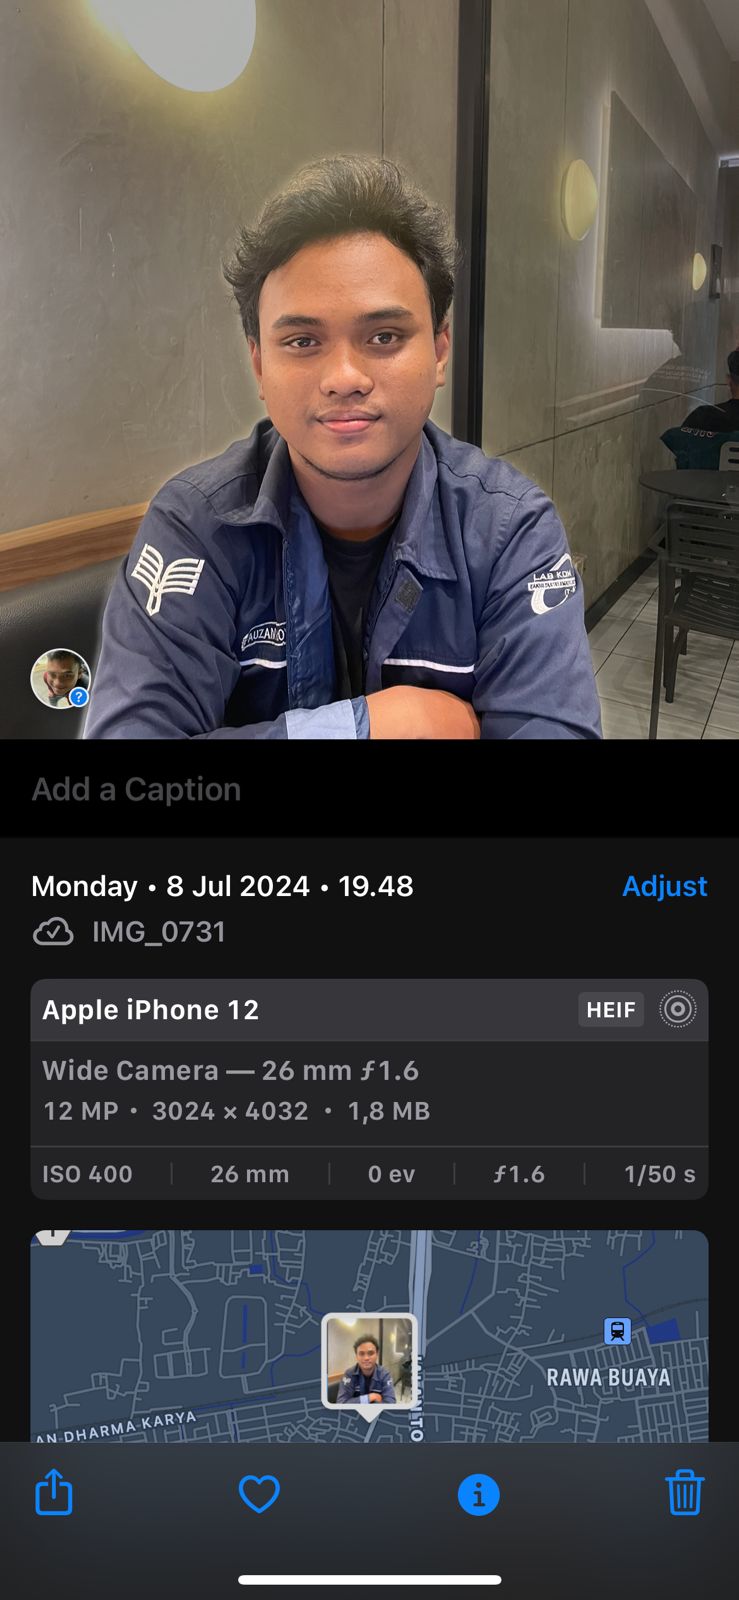 LAB KOM
Add a Caption
Monday • 8 Jul 2024 • 19.48
Adjust
IMG_0731
Apple iPhone 12
HEIF
Wide Camera — 26 mm ƒ1.6
12 MP • 3024 × 4032 • 1,8 MB
ISO 400
26 mm
0 ev
ƒ1.6
1/50 s
RAWA BUAYA
DHARMA KARYA